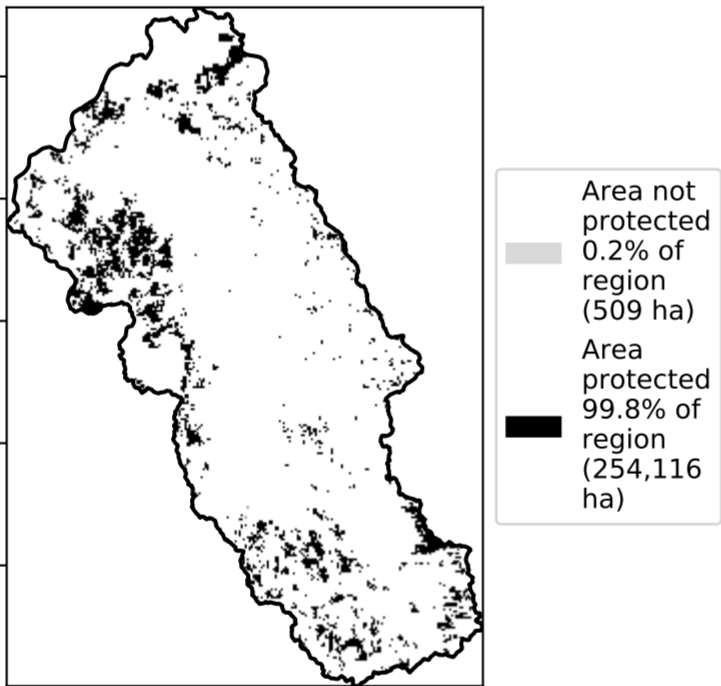 Area not
protected
0.2% of
region
(509 ha)
Area
protected
99.8% of
region
(254,116
ha)